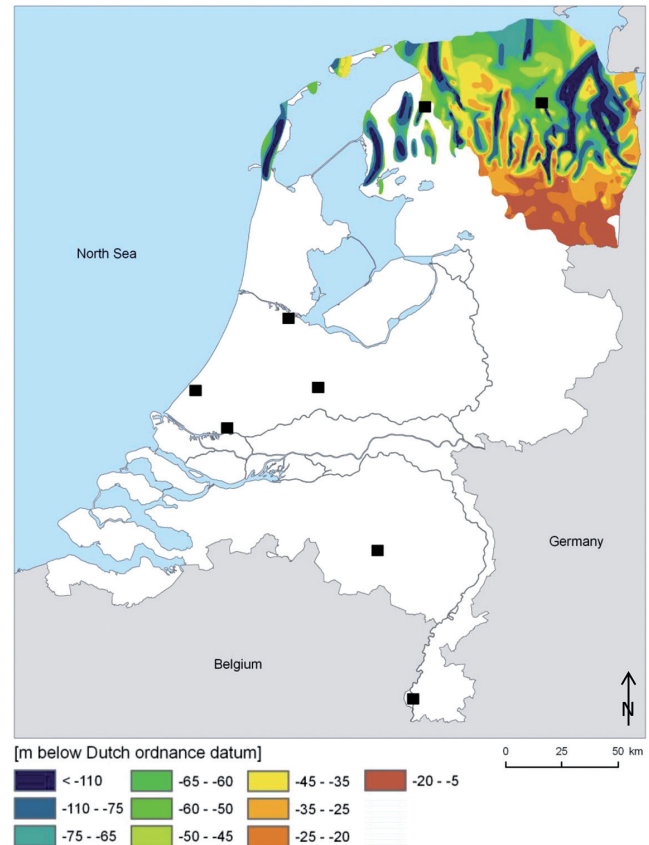 North Sea
Germany
Belgium
N
[m below Dutch ordnance datum]
0 25 50 km
< -110 -65 - -60 -45 - -35 -20 - -5
-110 - -75 -60 - -50 -35 - -25
-75 - -65 -50 - -45 -25 - -20